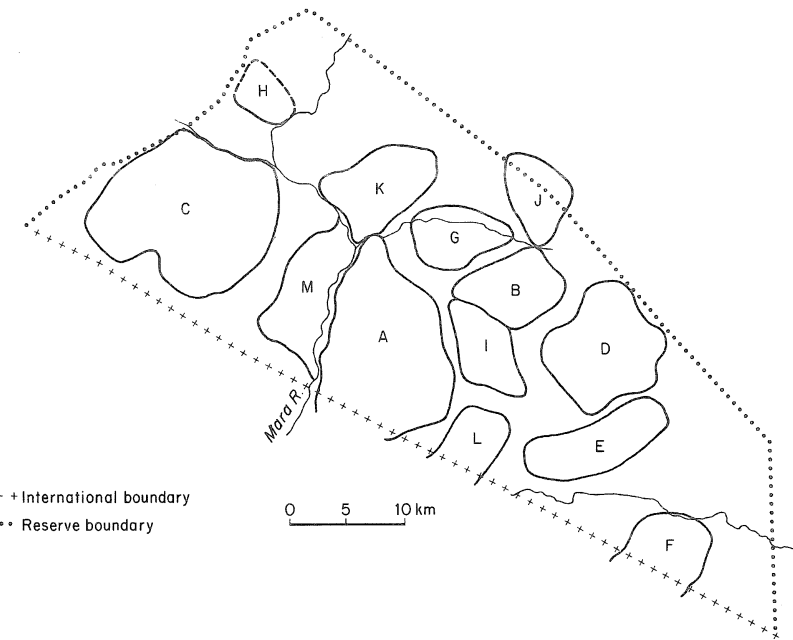 H
C
K
J
G
M
B
A
I
D
L
E
F
Mara R.
- + International boundary
•• Reserve boundary
0 5 10 km